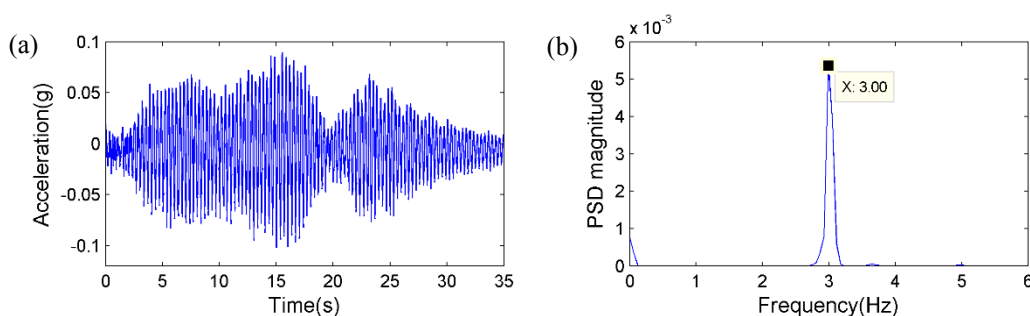 (a)
Acceleration(g)
0.1
0.05
0
-0.05
-0.1
0 5 10 15 20 25 30 35
Time(s)
(b)
x 10⁻³
PSD magnitude
6
5
4
3
2
1
0
X: 3.00
0 1 2 3 4 5 6
Frequency(Hz)